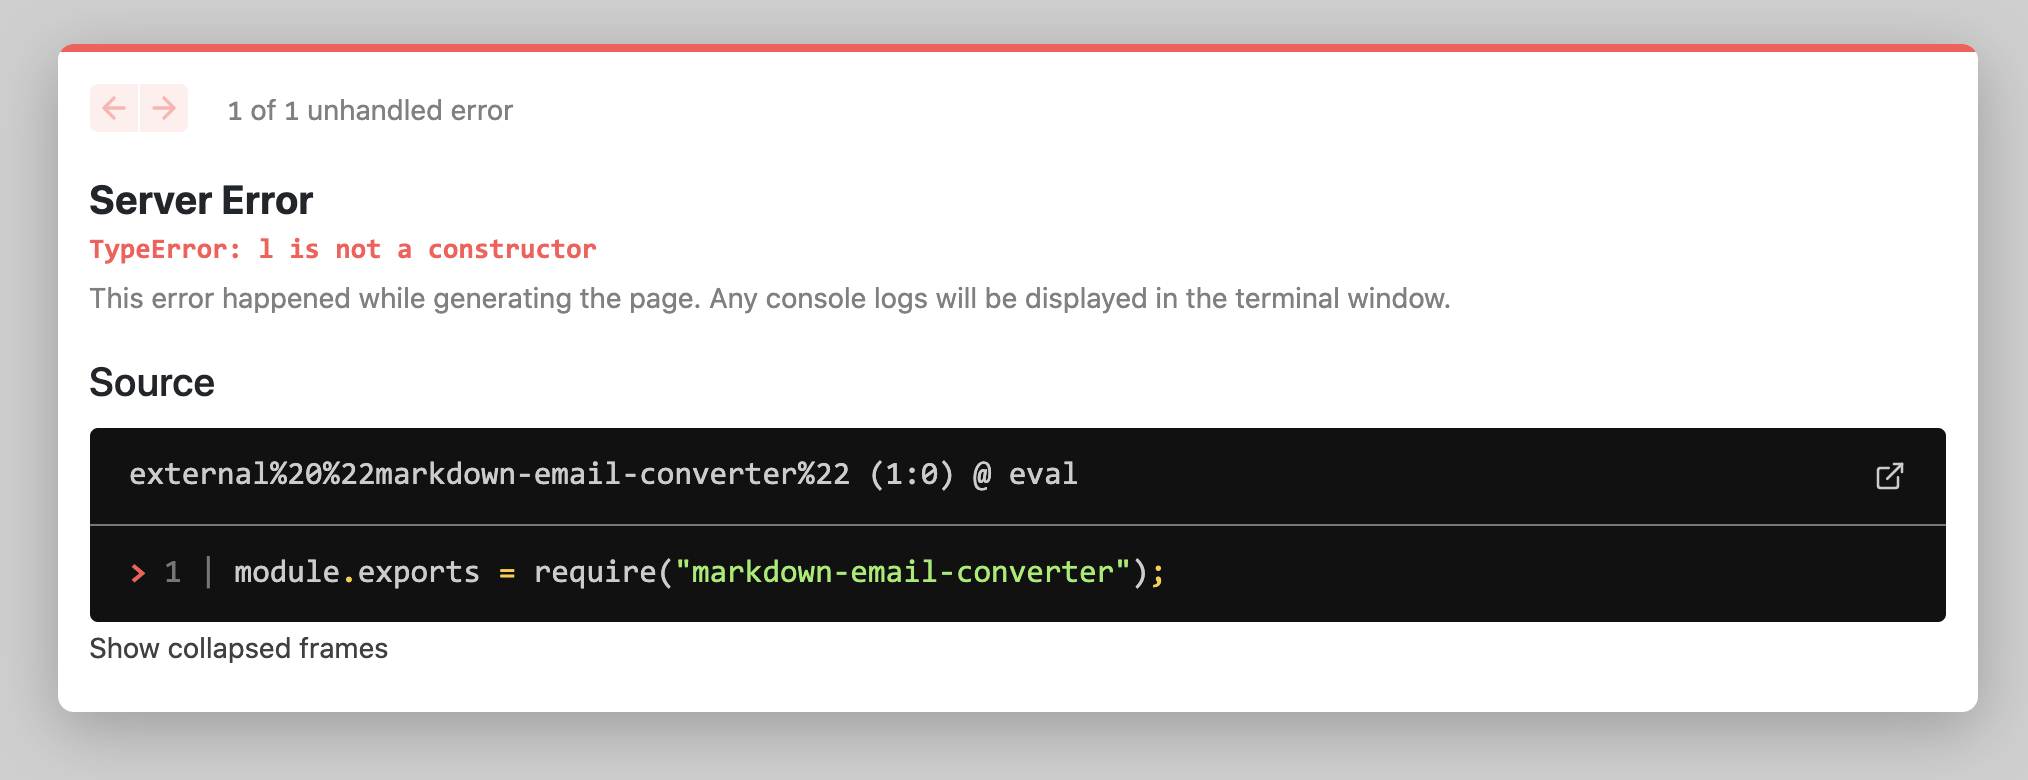 1 of 1 unhandled error
Server Error
TypeError: l is not a constructor
This error happened while generating the page. Any console logs will be displayed in the terminal window.
Source
external%20%22markdown-email-converter%22 (1:0) @ eval
> 1 | module.exports = require("markdown-email-converter");
Show collapsed frames